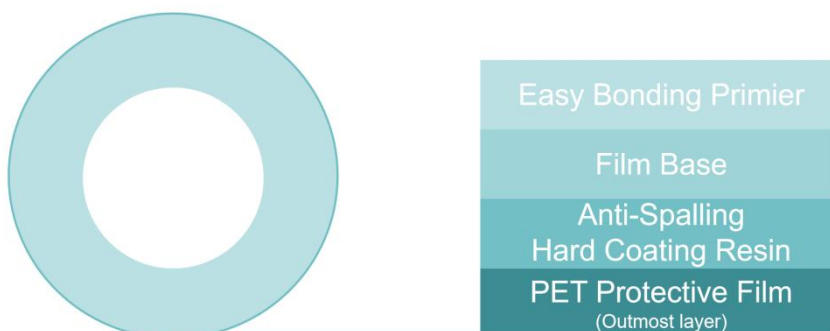 Easy Bonding Primier
Film Base
Anti-Spalling
Hard Coating Resin
PET Protective Film
(Outmost layer)